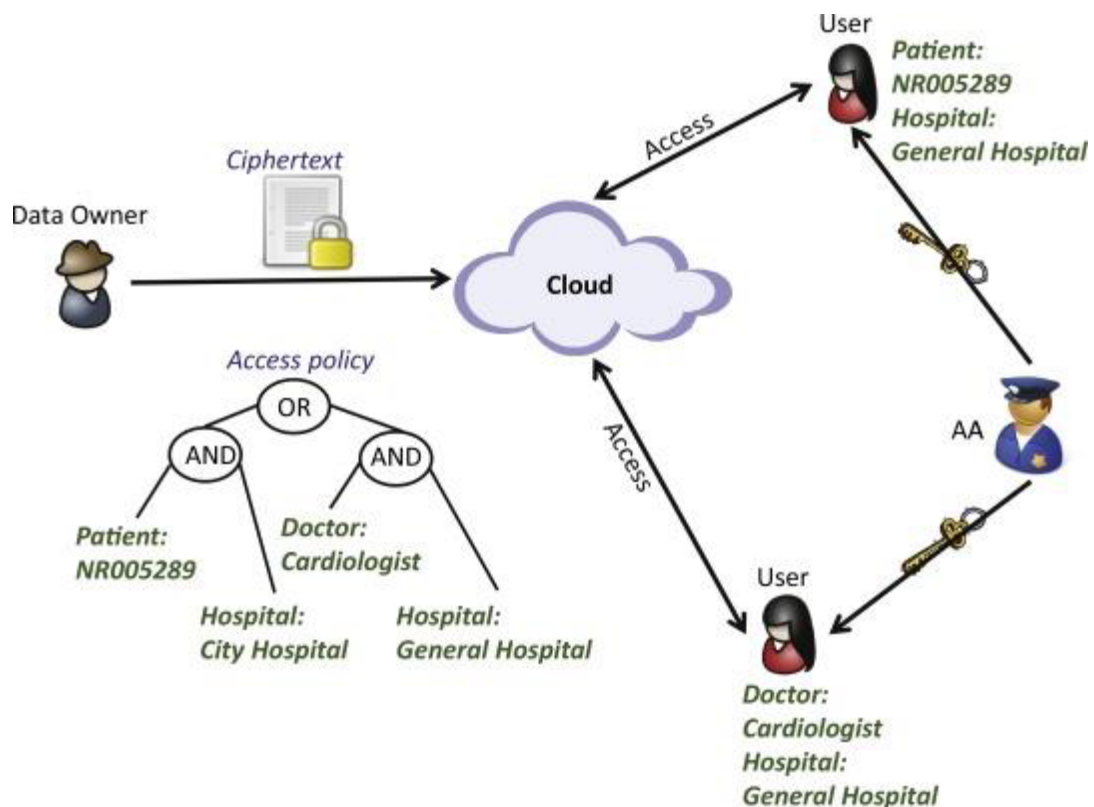 User
Patient:
NR005289
Hospital:
General Hospital
Access
Ciphertext
Data Owner
Cloud
Access policy
OR
AND
AND
Patient:
NR005289
Doctor:
Cardiologist
Hospital:
City Hospital
Hospital:
General Hospital
Access
AA
User
Doctor:
Cardiologist
Hospital:
General Hospital